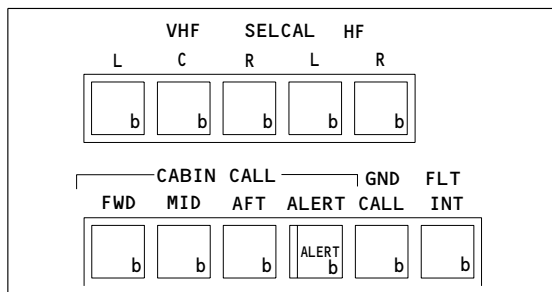 VHF SELCAL HF
L C R L R
b b b b b
CABIN CALL GND FLT
FWD MID AFT ALERT CALL INT
ALERT
b b b b b b